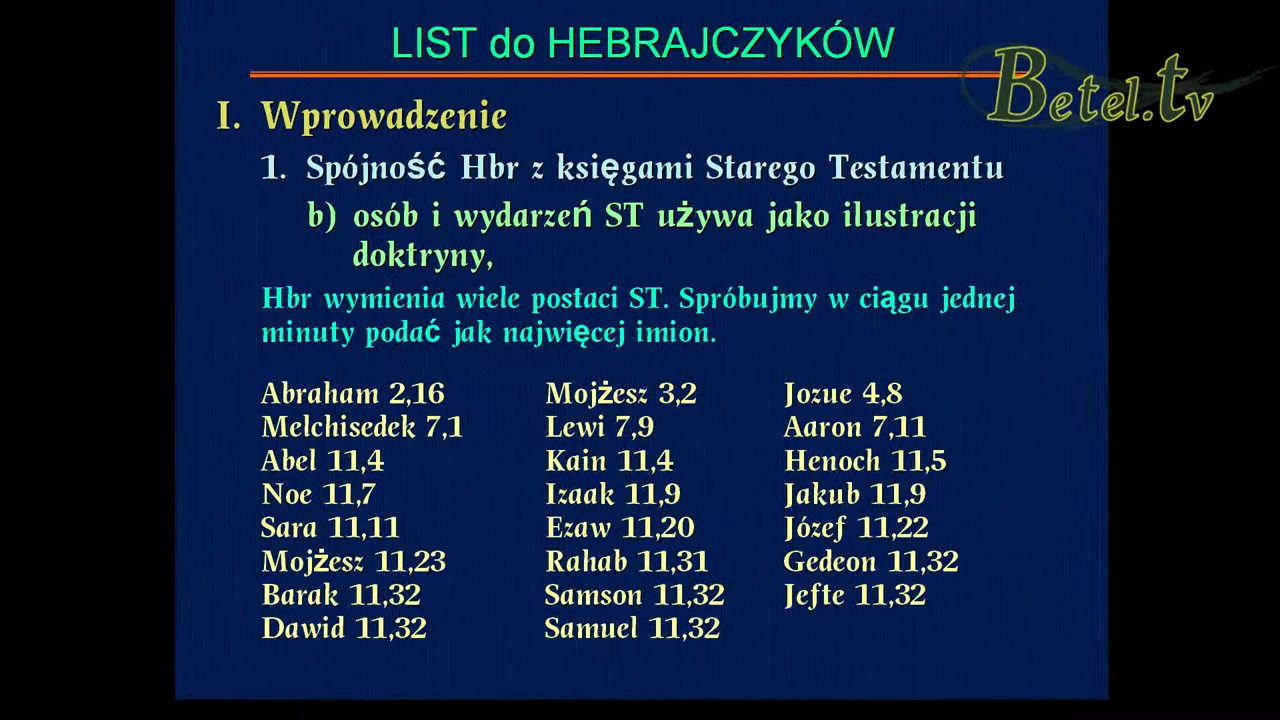 LIST do HEBRAJCZYKÓW
Betel.tv
I. Wprowadzenie
1. Spójność Hbr z księgami Starego Testamentu
b) osób i wydarzeń ST używa jako ilustracji
doktryny,
Hbr wymienia wiele postaci ST. Spróbujmy w ciągu jednej
minuty podać jak najwięcej imion.
Abraham 2,16 Mojżesz 3,2 Jozue 4,8
Melchisedek 7,1 Lewi 7,9 Aaron 7,11
Abel 11,4 Kain 11,4 Henoch 11,5
Noe 11,7 Izaak 11,9 Jakub 11,9
Sara 11,11 Ezaw 11,20 Józef 11,22
Mojżesz 11,23 Rahab 11,31 Gedeon 11,32
Barak 11,32 Samson 11,32 Jefte 11,32
Dawid 11,32 Samuel 11,32